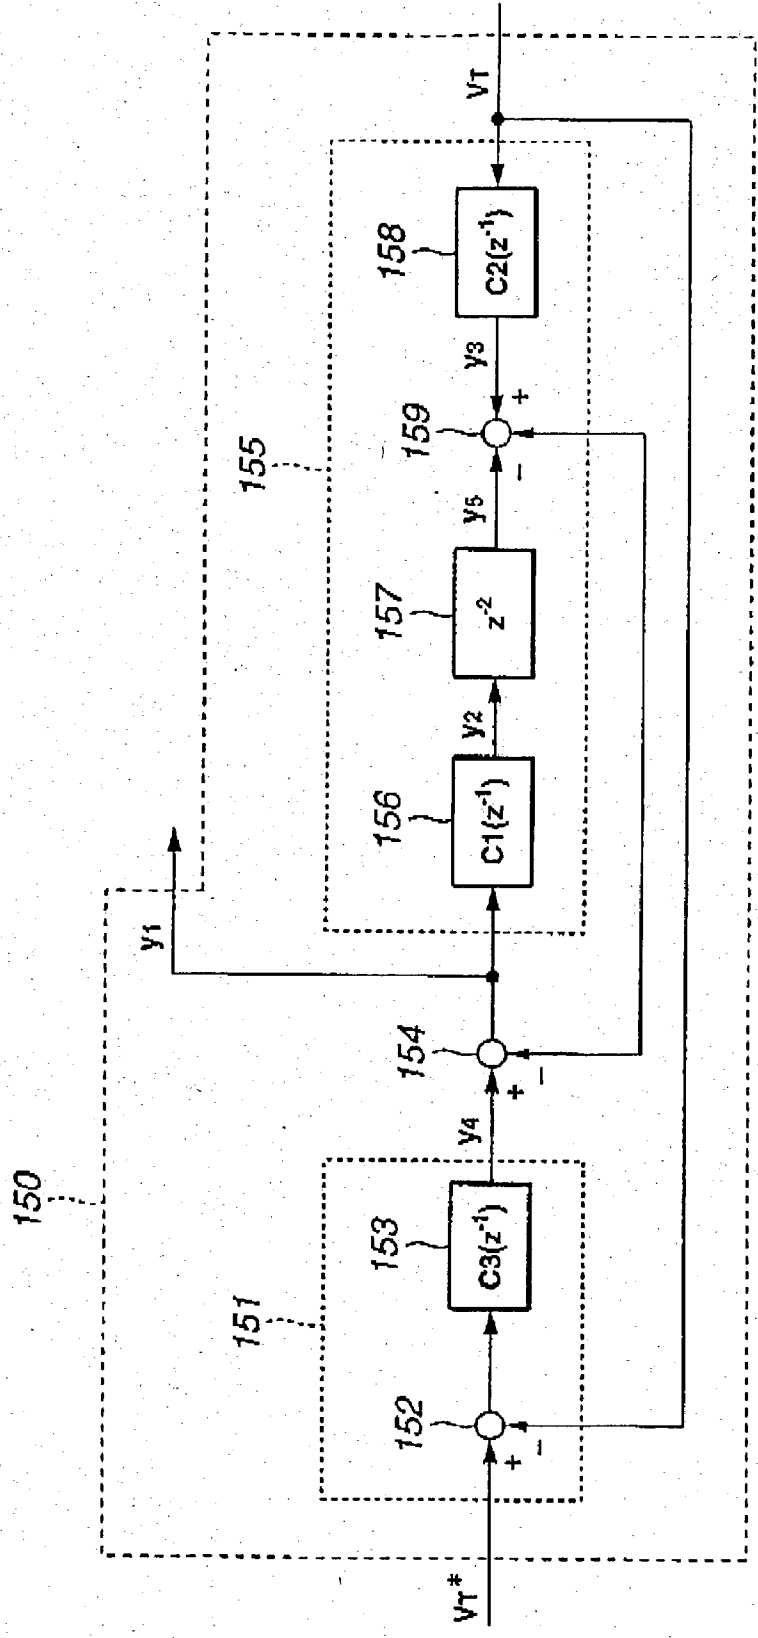 150
151
VT*
+
−
152
153
C3(z⁻¹)
y4
+
−
154
y1
155
156
C1(z⁻¹)
y2
157
z⁻²
y5
−
159
+
y3
158
C2(z⁻¹)
VT